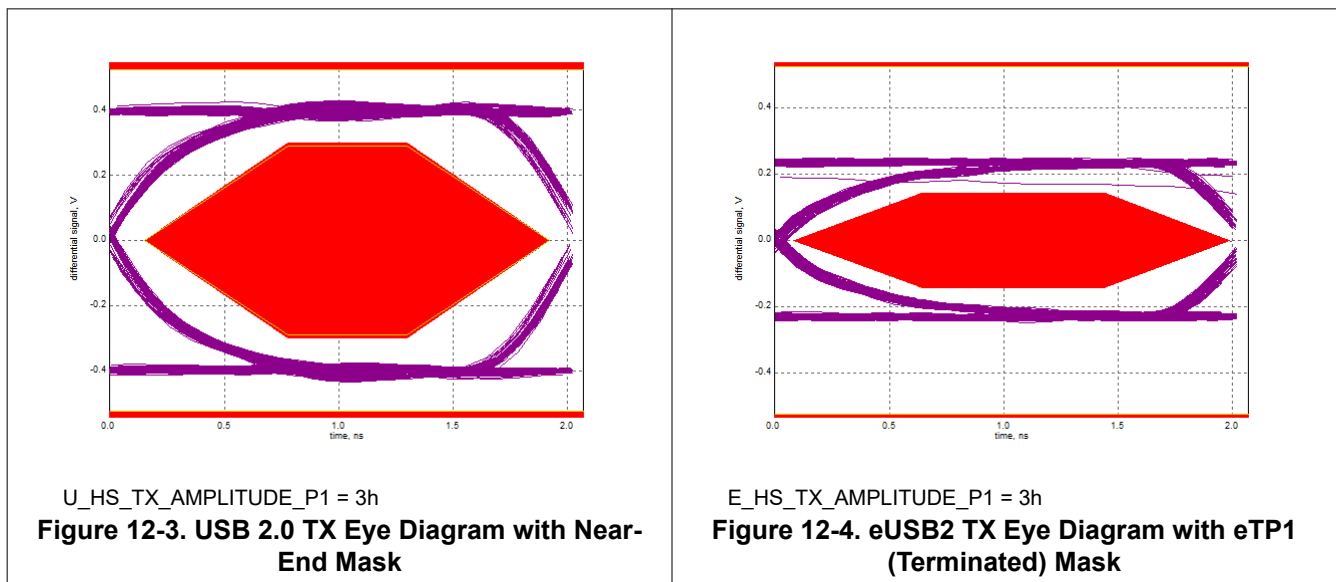 differential signal, V
0.4
0.2
0.0
-0.2
-0.4
0.0
0.5
1.0
1.5
2.0
time, ns
U_HS_TX_AMPLITUDE_P1 = 3h
Figure 12-3. USB 2.0 TX Eye Diagram with Near-
End Mask
differential signal, V
0.4
0.2
0.0
-0.2
-0.4
0.0
0.5
1.0
1.5
2.0
time, ns
E_HS_TX_AMPLITUDE_P1 = 3h
Figure 12-4. eUSB2 TX Eye Diagram with eTP1
(Terminated) Mask